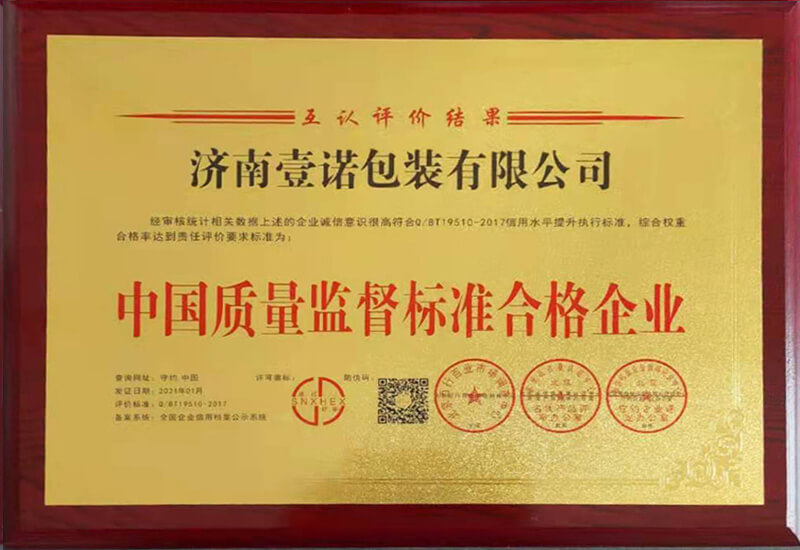 互认评价结果
济南壹诺包装有限公司
经审核统计相关数据上述的企业诚信意识很高符合Q/BT19510-2017信用水平提升执行标准，综合权重
合格率达到责任评价要求标准为：
中国质量监督标准合格企业
查询网址：守约.中国
发证日期：2021年01月
评价标准：Q/BT19510-2017
备案系统：全国企业信用档案公示系统
许可徽标：
SNXHEX
防伪码：